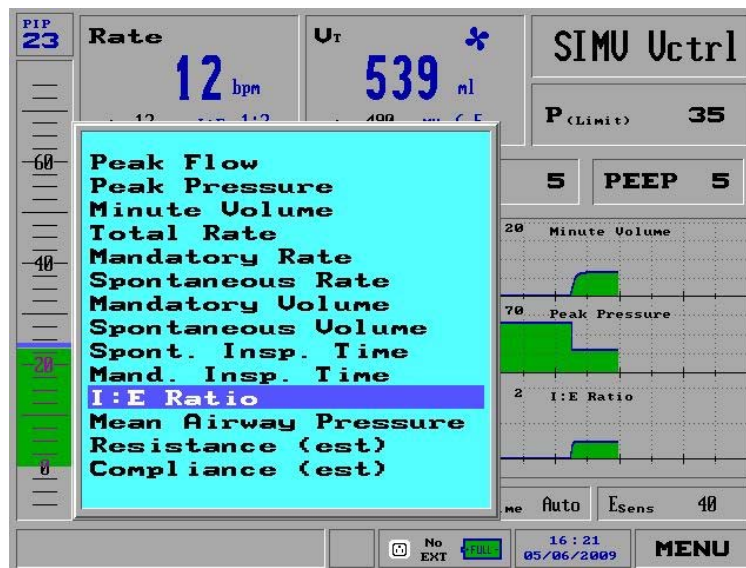 PIP
23
Rate
12 bpm
VT
539 ml
SIMV Vctrl
P(Limit) 35
60
40
20
0
Peak Flow
Peak Pressure
Minute Volume
Total Rate
Mandatory Rate
Spontaneous Rate
Mandatory Volume
Spontaneous Volume
Spont. Insp. Time
Mand. Insp. Time
I:E Ratio
Mean Airway Pressure
Resistance (est)
Compliance (est)
5
PEEP 5
20 Minute Volume
70 Peak Pressure
2 I:E Ratio
Auto
ESens 40
No
EXT
FULL
16:21
05/06/2009
MENU